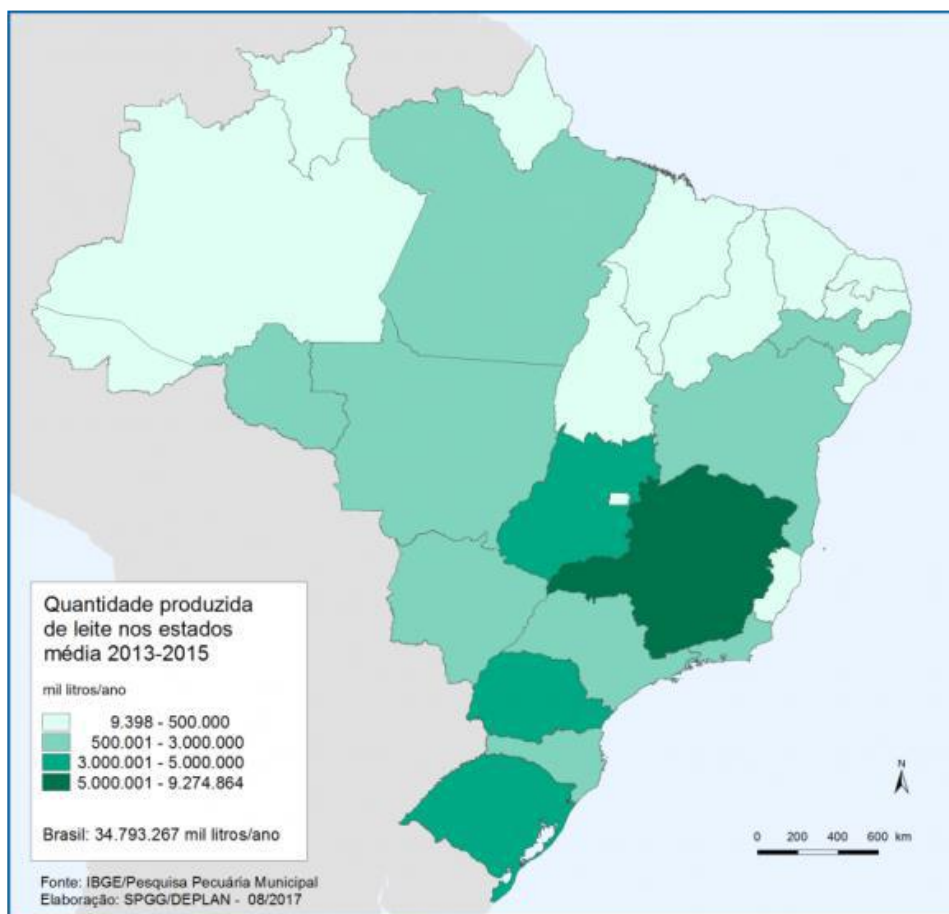 N
Quantidade produzida
de leite nos estados
média 2013-2015
mil litros/ano
9.398 - 500.000
500.001 - 3.000.000
3.000.001 - 5.000.000
5.000.001 - 9.274.864
Brasil: 34.793.267 mil litros/ano
0 200 400 600 km
Fonte: IBGE/Pesquisa Pecuária Municipal
Elaboração: SPGG/DEPLAN - 08/2017